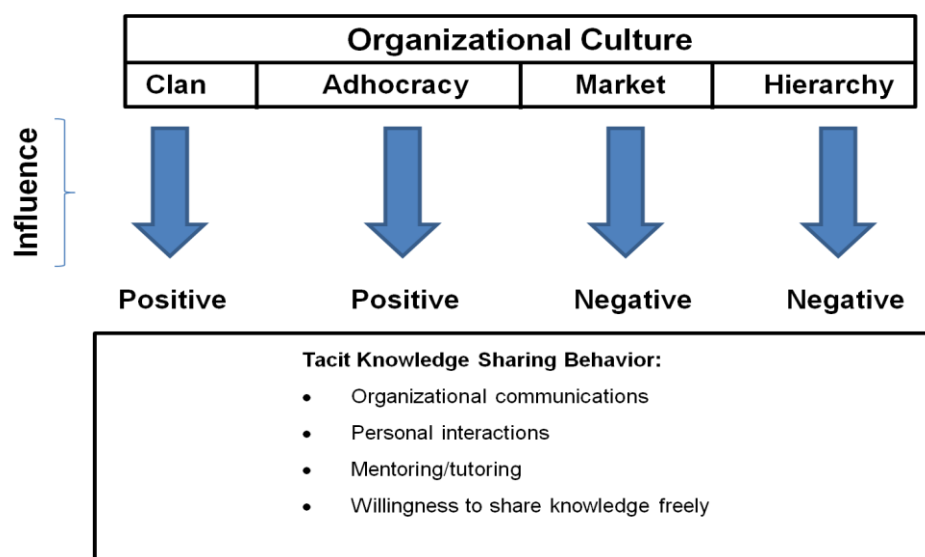 Organizational Culture
Clan Adhocracy Market Hierarchy
Influence
Positive Positive Negative Negative
Tacit Knowledge Sharing Behavior:
• Organizational communications
• Personal interactions
• Mentoring/tutoring
• Willingness to share knowledge freely